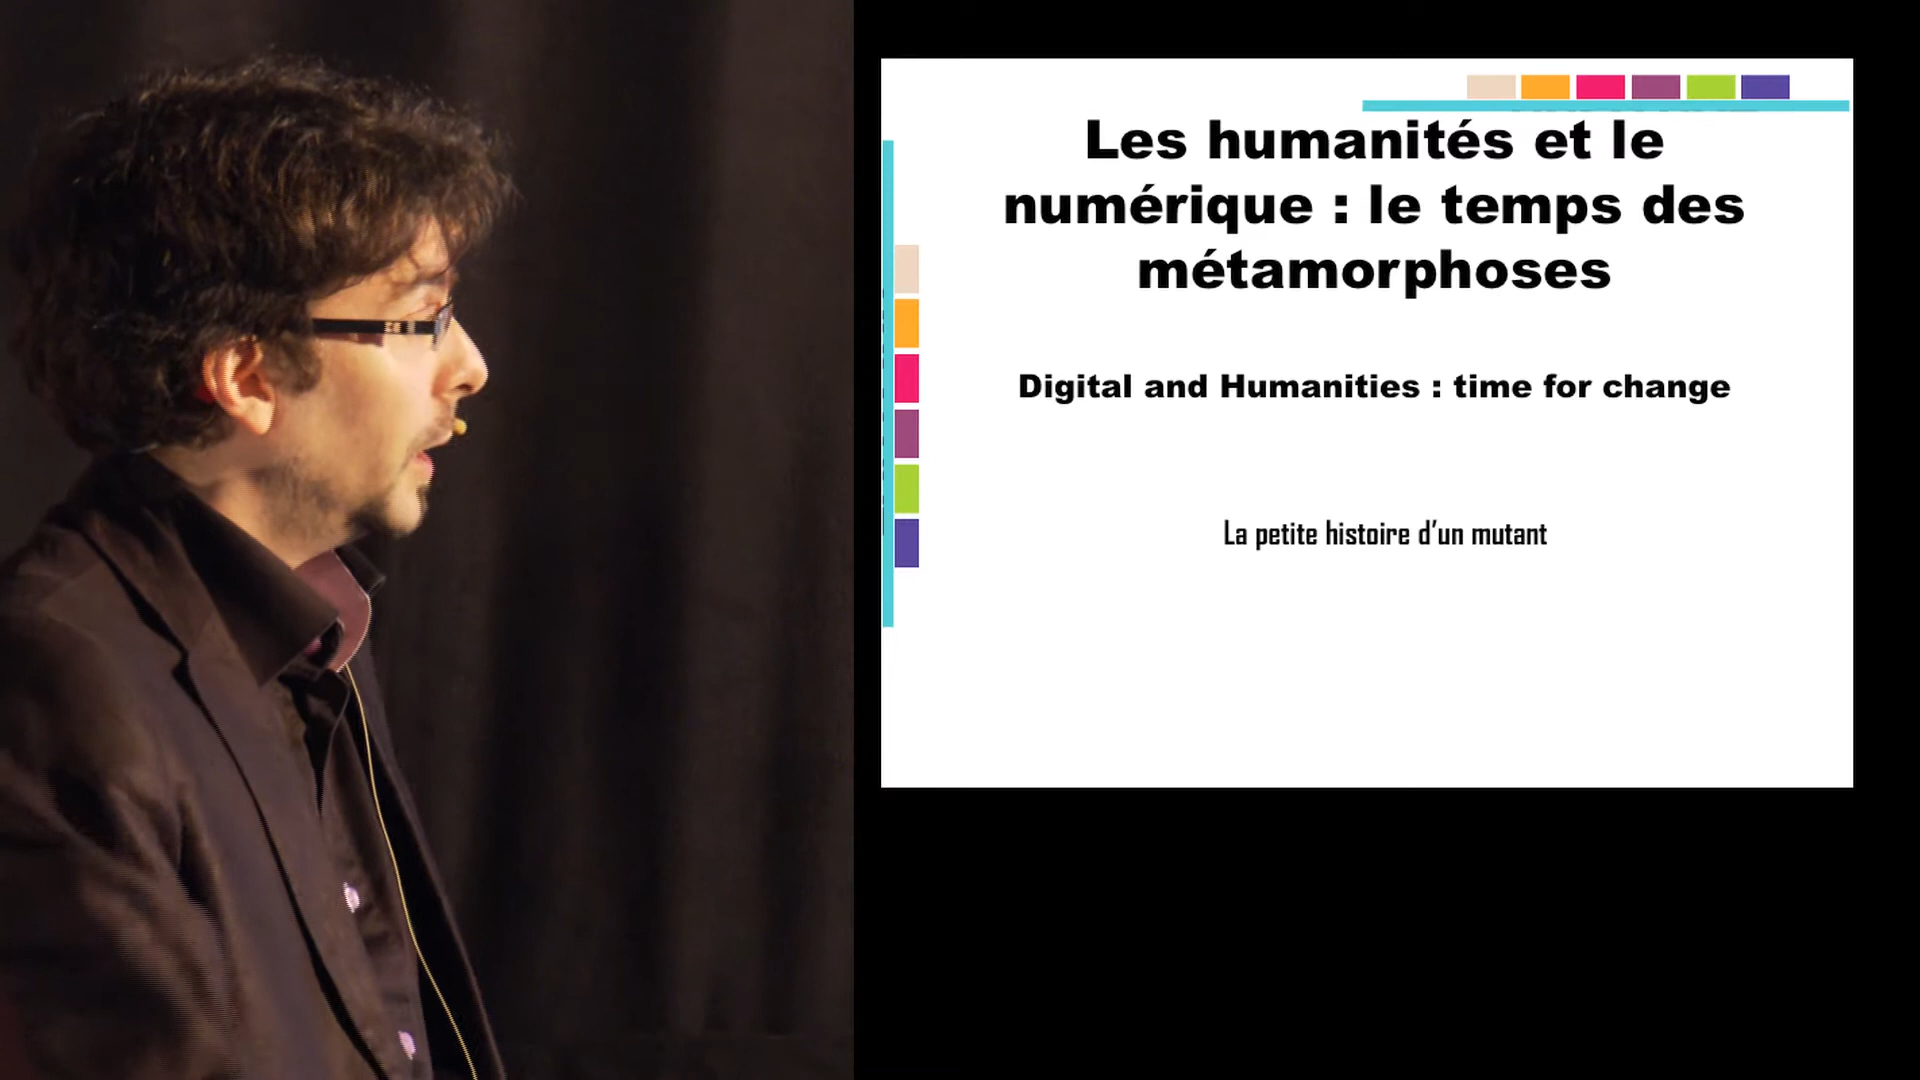 Les humanités et le
numérique : le temps des
métamorphoses
Digital and Humanities : time for change
La petite histoire d’un mutant